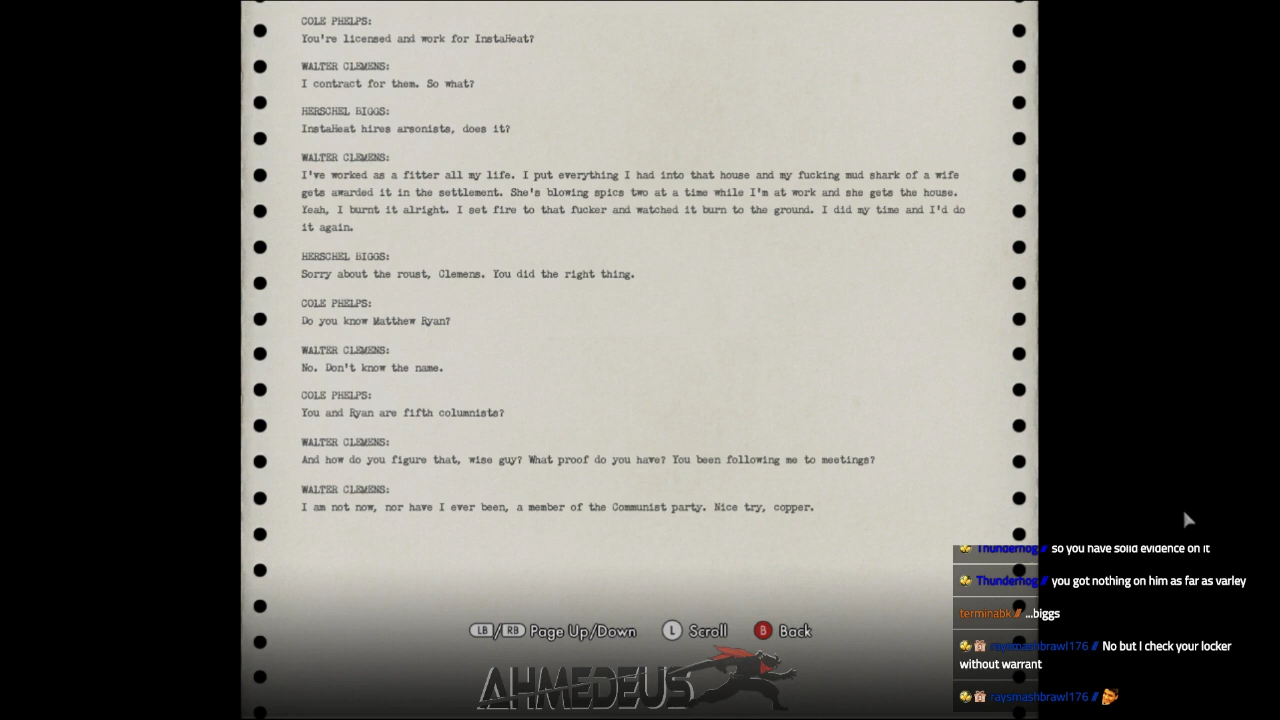 COLE PHELPS:
You're licensed and work for InstaHeat?
WALTER CLEMENS:
I contract for them. So what?
HERSCHEL BIGGS:
InstaHeat hires arsonists, does it?
WALTER CLEMENS:
I've worked as a fitter all my life. I put everything I had into that house and my fucking mud shark of a wife
gets awarded it in the settlement. She's blowing spics two at a time while I'm at work and she gets the house.
Yeah, I burnt it alright. I set fire to that fucker and watched it burn to the ground. I did my time and I'd do
it again.
HERSCHEL BIGGS:
Sorry about the roust, Clemens. You did the right thing.
COLE PHELPS:
Do you know Matthew Ryan?
WALTER CLEMENS:
No. Don't know the name.
COLE PHELPS:
You and Ryan are fifth columnists?
WALTER CLEMENS:
And how do you figure that, wise guy? What proof do you have? You been following me to meetings?
WALTER CLEMENS:
I am not now, nor have I ever been, a member of the Communist party. Nice try, copper.
LB/RB Page Up/Down L Scroll B Back
AHMEDEUS
Thundernog // so you have solid evidence on it
Thundernog // you got nothing on him as far as varley
terminabk // ...biggs
raysmashbrawl176 // No but I check your locker
without warrant
raysmashbrawl176 //